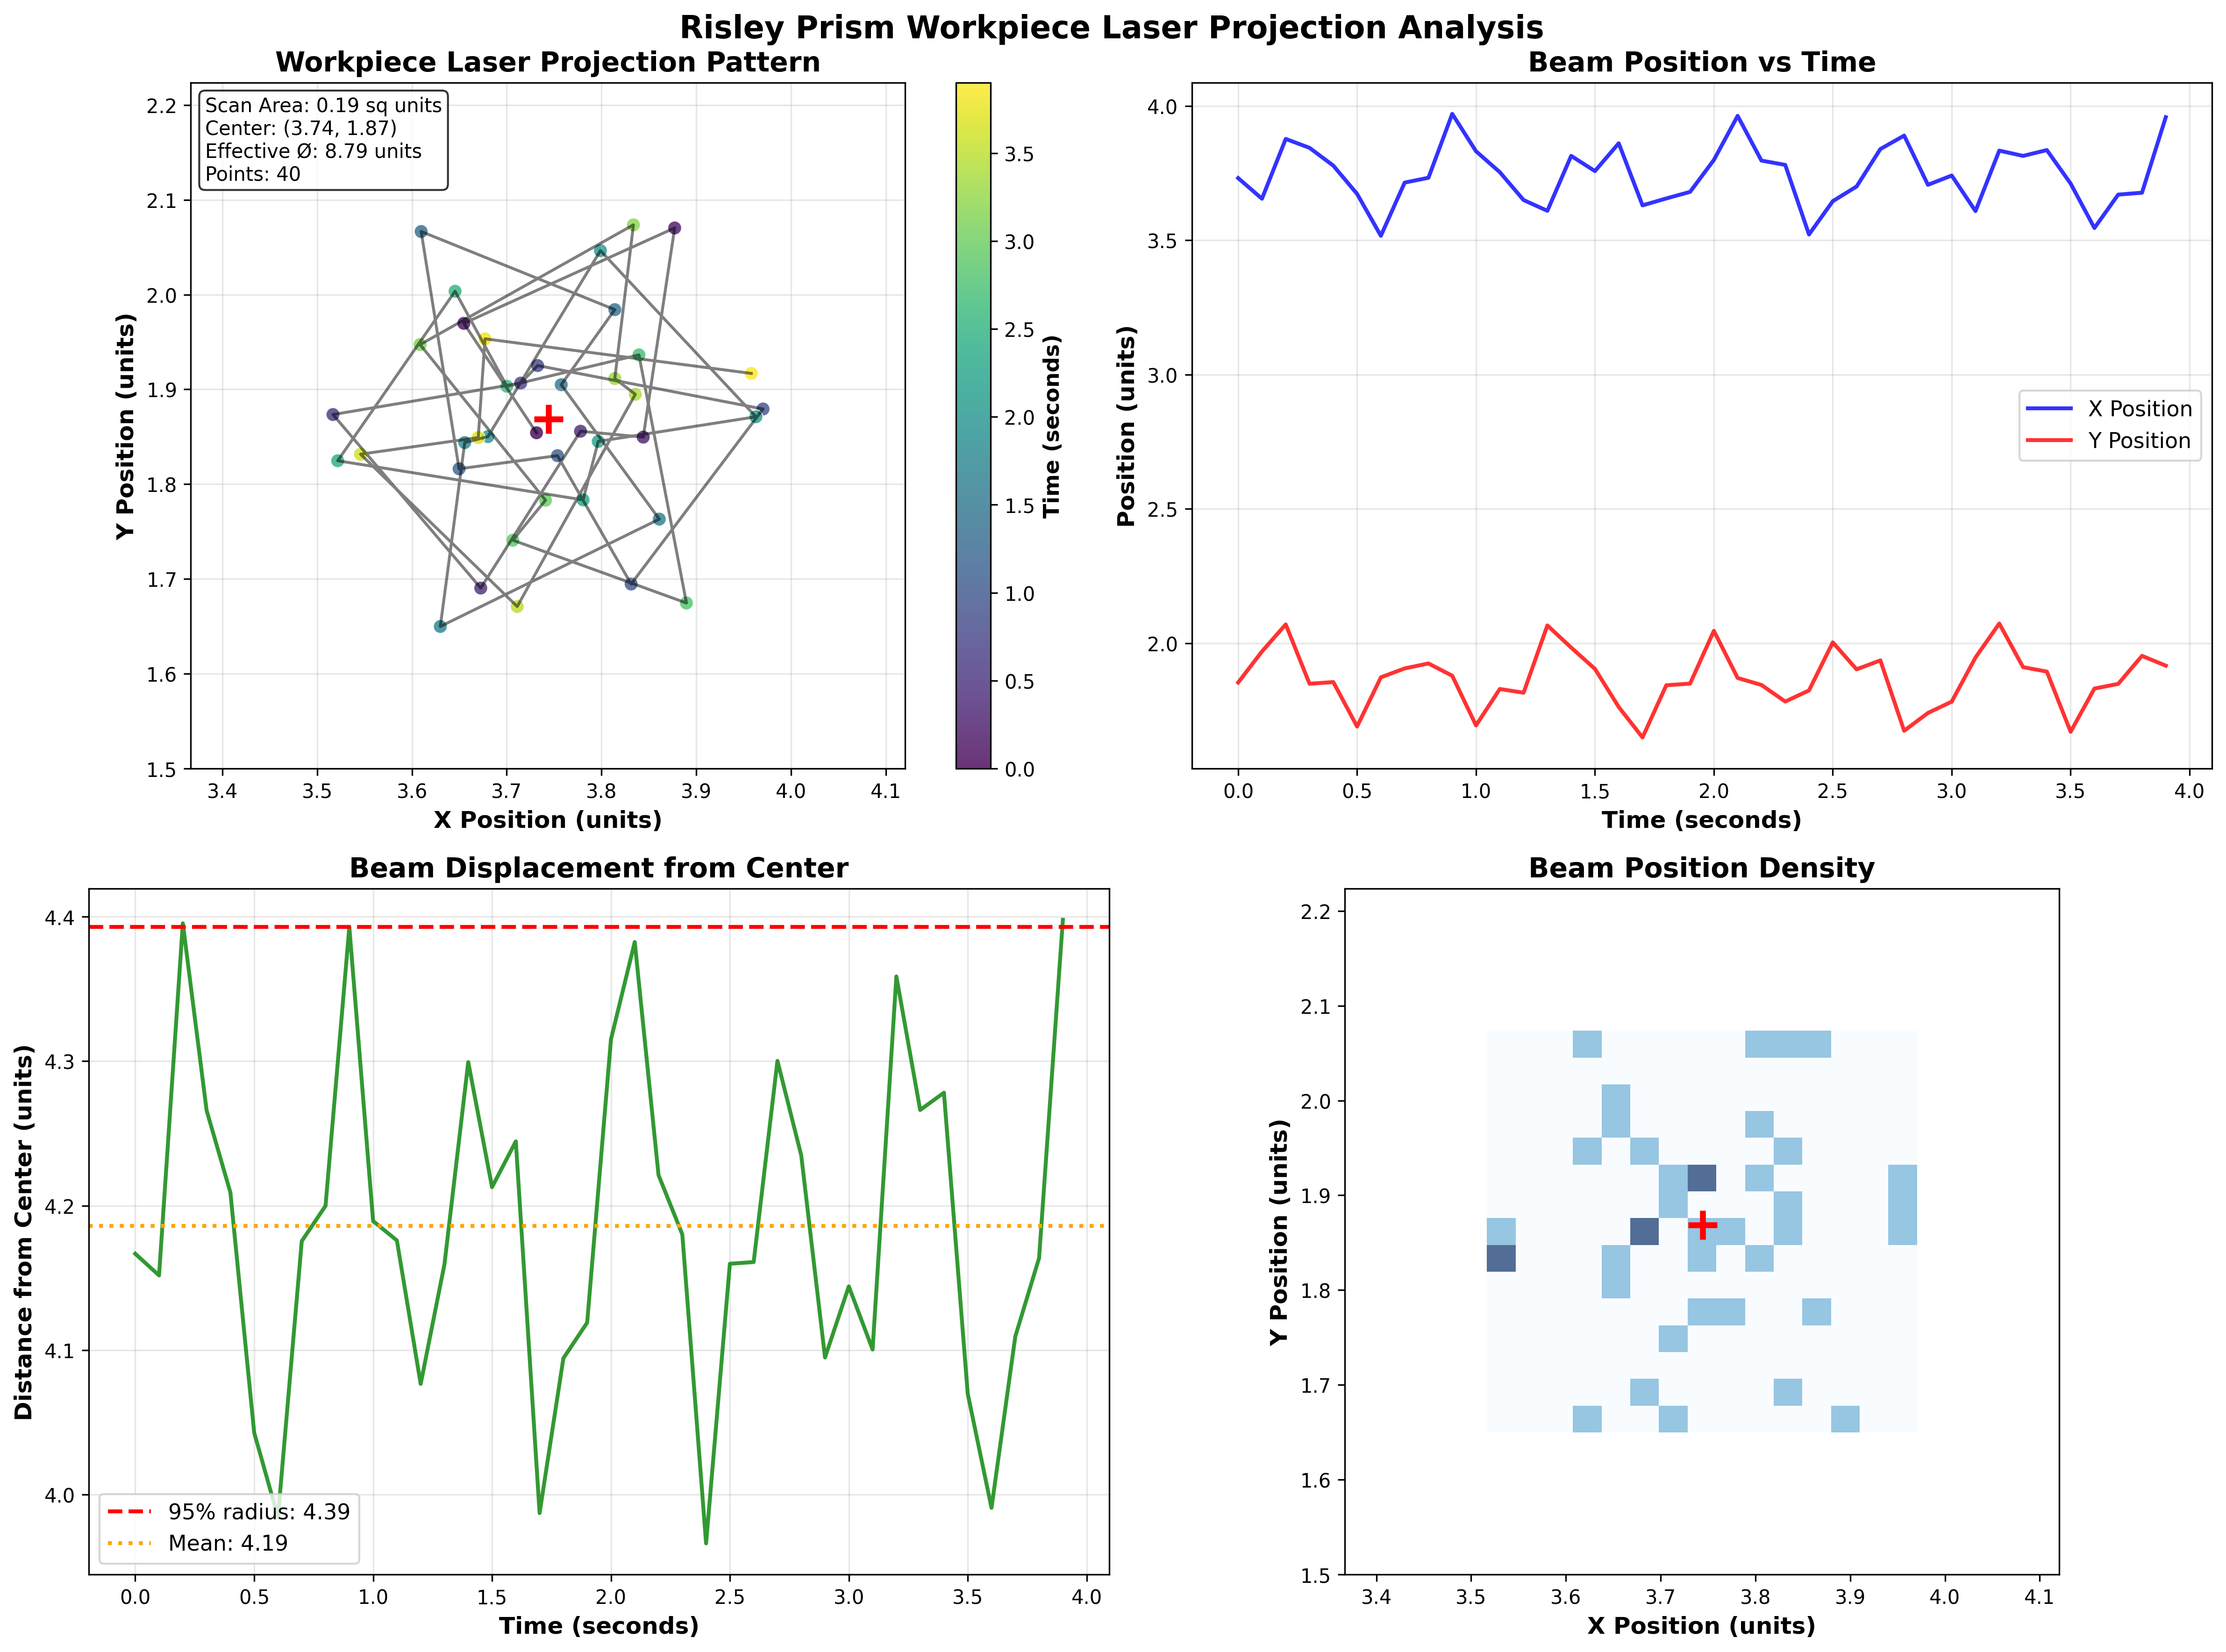 Risley Prism Workpiece Laser Projection Analysis
Workpiece Laser Projection Pattern
Scan Area: 0.19 sq units
Center: (3.74, 1.87)
Effective Ø: 8.79 units
Points: 40
2.2
2.1
2.0
1.9
1.8
1.7
1.6
1.5
Y Position (units)
3.4 3.5 3.6 3.7 3.8 3.9 4.0 4.1
X Position (units)
3.5
3.0
2.5
2.0
1.5
1.0
0.5
0.0
Time (seconds)
Beam Position vs Time
4.0
3.5
3.0
2.5
2.0
Position (units)
X Position
Y Position
0.0 0.5 1.0 1.5 2.0 2.5 3.0 3.5 4.0
Time (seconds)
Beam Displacement from Center
4.4
4.3
4.2
4.1
4.0
Distance from Center (units)
95% radius: 4.39
Mean: 4.19
0.0 0.5 1.0 1.5 2.0 2.5 3.0 3.5 4.0
Time (seconds)
Beam Position Density
2.2
2.1
2.0
1.9
1.8
1.7
1.6
1.5
Y Position (units)
3.4 3.5 3.6 3.7 3.8 3.9 4.0 4.1
X Position (units)